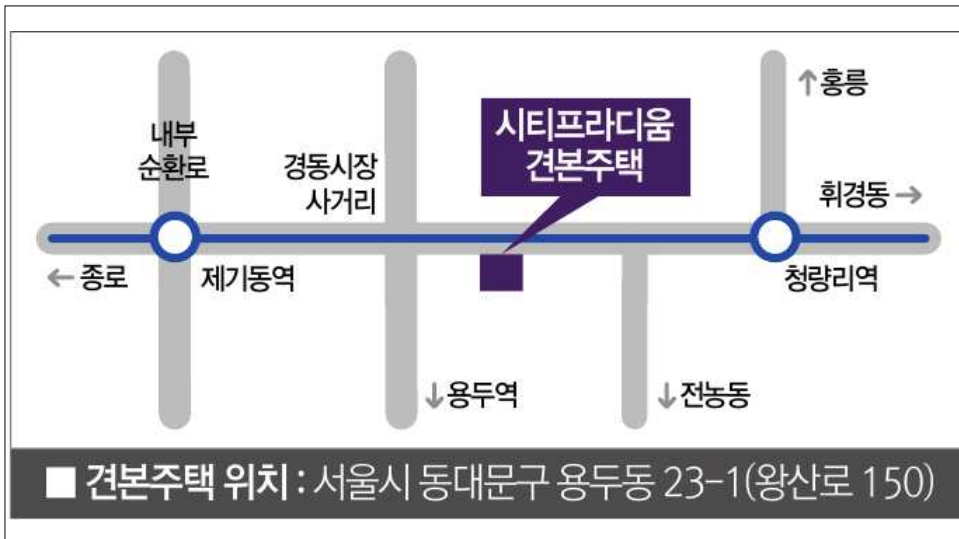 ↑홍릉
시티프라디움
견본주택
내부
순환로
경동시장
사거리
휘경동→
←종로
제기동역
청량리역
↓용두역
↓전농동
■ 견본주택 위치 : 서울시 동대문구 용두동 23-1(왕산로 150)